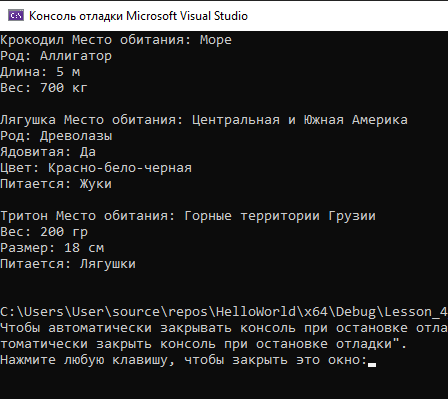 C:\ Консоль отладки Microsoft Visual Studio
Крокодил Место обитания: Море
Род: Аллигатор
Длина: 5 м
Вес: 700 кг
Лягушка Место обитания: Центральная и Южная Америка
Род: Древолазы
Ядовитая: Да
Цвет: Красно-бело-черная
Питается: Жуки
Тритон Место обитания: Горные территории Грузии
Вес: 200 гр
Размер: 18 см
Питается: Лягушки
C:\Users\User\source\repos\HelloWorld\x64\Debug\Lesson_4
Чтобы автоматически закрывать консоль при остановке отла
томатически закрыть консоль при остановке отладки".
Нажмите любую клавишу, чтобы закрыть это окно: